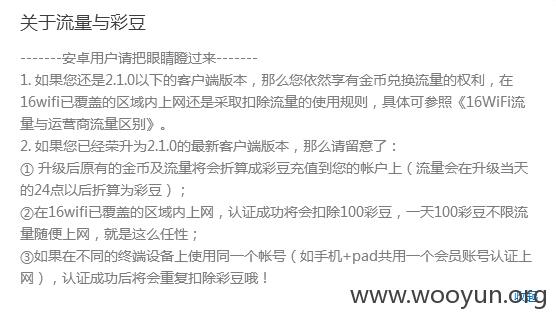 关于流量与彩豆
-------安卓用户请把眼睛瞪过来-------
1. 如果您还是2.1.0以下的客户端版本，那么您依然享有金币兑换流量的权利，在
16wifi已覆盖的区域内上网还是采取扣除流量的使用规则，具体可参照《16WiFi流
量与运营商流量区别》。
2. 如果您已经荣升为2.1.0的最新客户端版本，那么请留意了：
① 升级后原有的金币及流量将会折算成彩豆充值到您的帐户上（流量会在升级当天
的24点以后折算为彩豆）；
②在16wifi已覆盖的区域内上网，认证成功将会扣除100彩豆，一天100彩豆不限流
量随便上网，就是这么任性；
③如果在不同的终端设备上使用同一个帐号（如手机+pad共用一个会员账号认证上
网），认证成功后将会重复扣除彩豆哦！
www.wooyun.org